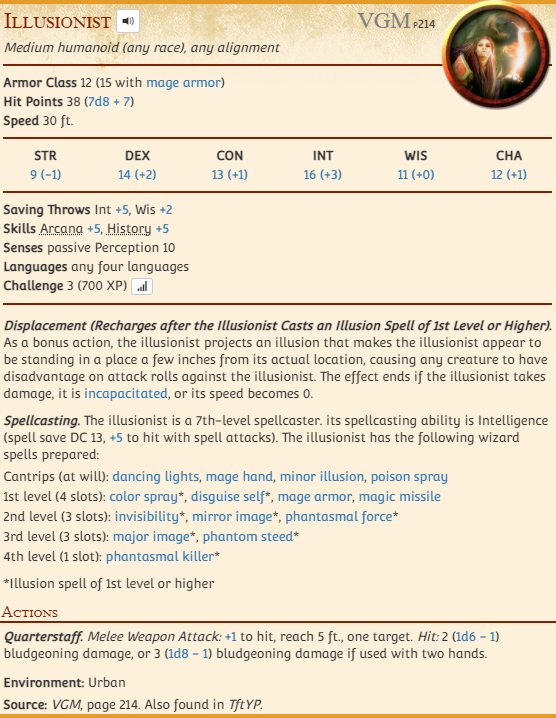 Illusionist VGM P214
Medium humanoid (any race), any alignment
Armor Class 12 (15 with mage armor)
Hit Points 38 (7d8 + 7)
Speed 30 ft.
STR DEX CON INT WIS CHA
9 (−1) 14 (+2) 13 (+1) 16 (+3) 11 (+0) 12 (+1)
Saving Throws Int +5, Wis +2
Skills Arcana +5, History +5
Senses passive Perception 10
Languages any four languages
Challenge 3 (700 XP)
Displacement (Recharges after the Illusionist Casts an Illusion Spell of 1st Level or Higher).
As a bonus action, the illusionist projects an illusion that makes the illusionist appear to
be standing in a place a few inches from its actual location, causing any creature to have
disadvantage on attack rolls against the illusionist. The effect ends if the illusionist takes
damage, it is incapacitated, or its speed becomes 0.
Spellcasting. The illusionist is a 7th-level spellcaster. its spellcasting ability is Intelligence
(spell save DC 13, +5 to hit with spell attacks). The illusionist has the following wizard
spells prepared:
Cantrips (at will): dancing lights, mage hand, minor illusion, poison spray
1st level (4 slots): color spray*, disguise self*, mage armor, magic missile
2nd level (3 slots): invisibility*, mirror image*, phantasmal force*
3rd level (3 slots): major image*, phantom steed*
4th level (1 slot): phantasmal killer*
*Illusion spell of 1st level or higher
Actions
Quarterstaff. Melee Weapon Attack: +1 to hit, reach 5 ft., one target. Hit: 2 (1d6 − 1)
bludgeoning damage, or 3 (1d8 − 1) bludgeoning damage if used with two hands.
Environment: Urban
Source: VGM, page 214. Also found in TftYP.